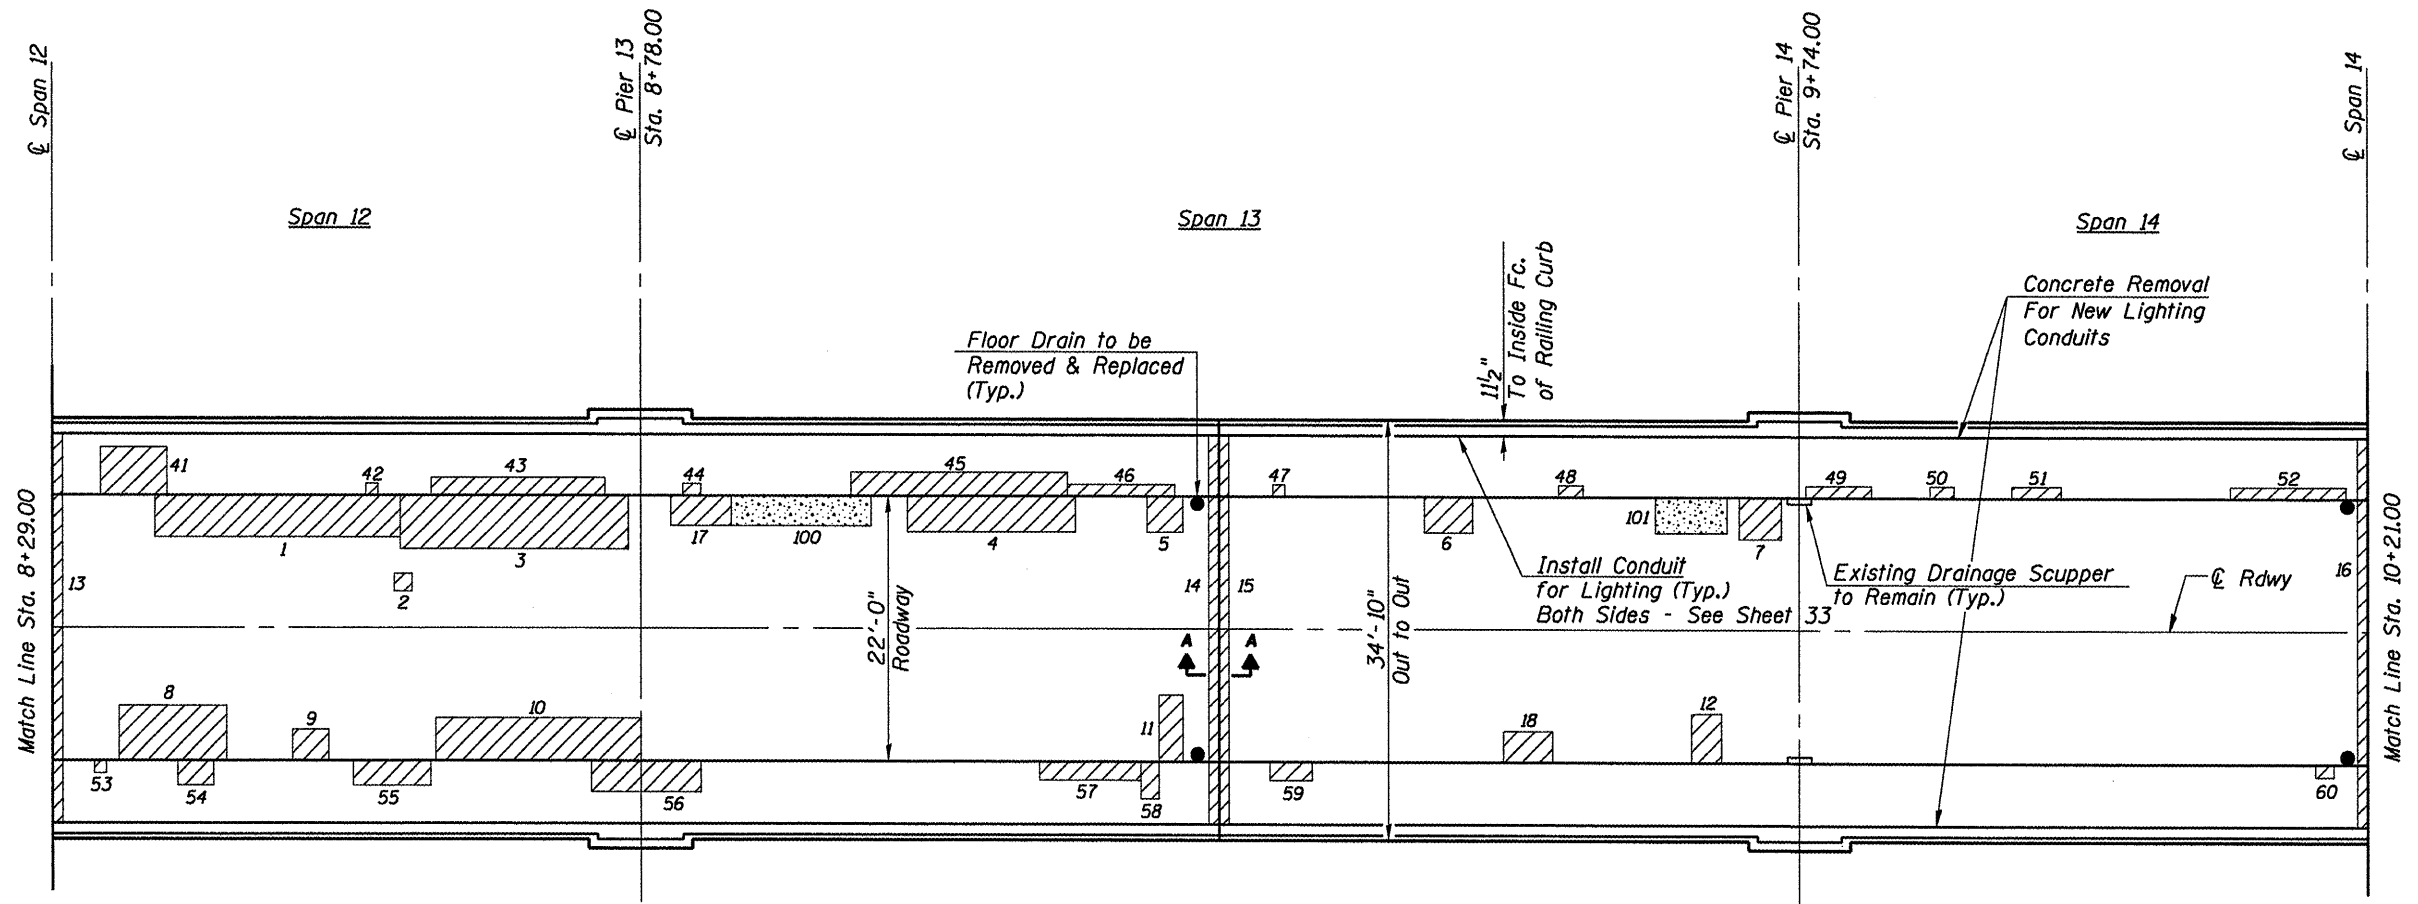 ℄ Span 12
℄ Pier 13
Sta. 8+78.00
℄ Pier 14
Sta. 9+74.00
℄ Span 14
Span 12
Span 13
Span 14
11½"
To Inside Fc.
of Railing Curb
Concrete Removal
For New Lighting
Conduits
Floor Drain to be
Removed & Replaced
(Typ.)
41
42
43
44
45
46
47
48
49
50
51
52
Match Line Sta. 8+29.00
13
1
2
3
17
100
4
5
14
15
6
101
7
16
Install Conduit
for Lighting (Typ.)
Both Sides - See Sheet 33
Existing Drainage Scupper
to Remain (Typ.)
℄ Rdwy
22'-0"
Roadway
34'-10"
Out to Out
A
A
Match Line Sta. 10+21.00
8
9
10
11
18
12
53
54
55
56
57
58
59
60